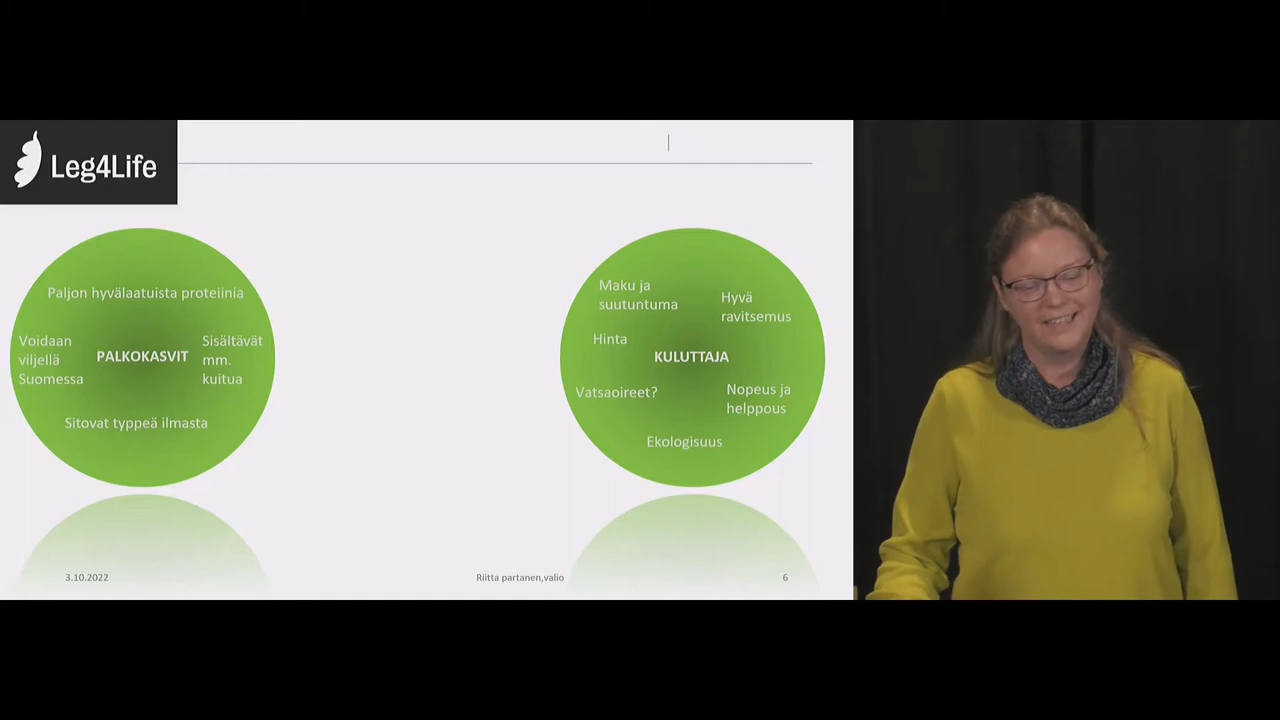 Leg4Life
Paljon hyvälaatuista proteiinia
Voidaan
viljellä
Suomessa
PALKOKASVIT
Sisältävät
mm.
kuitua
Sitovat typpeä ilmasta
Maku ja
suutuntuma
Hyvä
ravitsemus
Hinta
KULUTTAJA
Vatsaoireet?
Nopeus ja
helppous
Ekologisuus
3.10.2022
Riitta partanen,valio
6